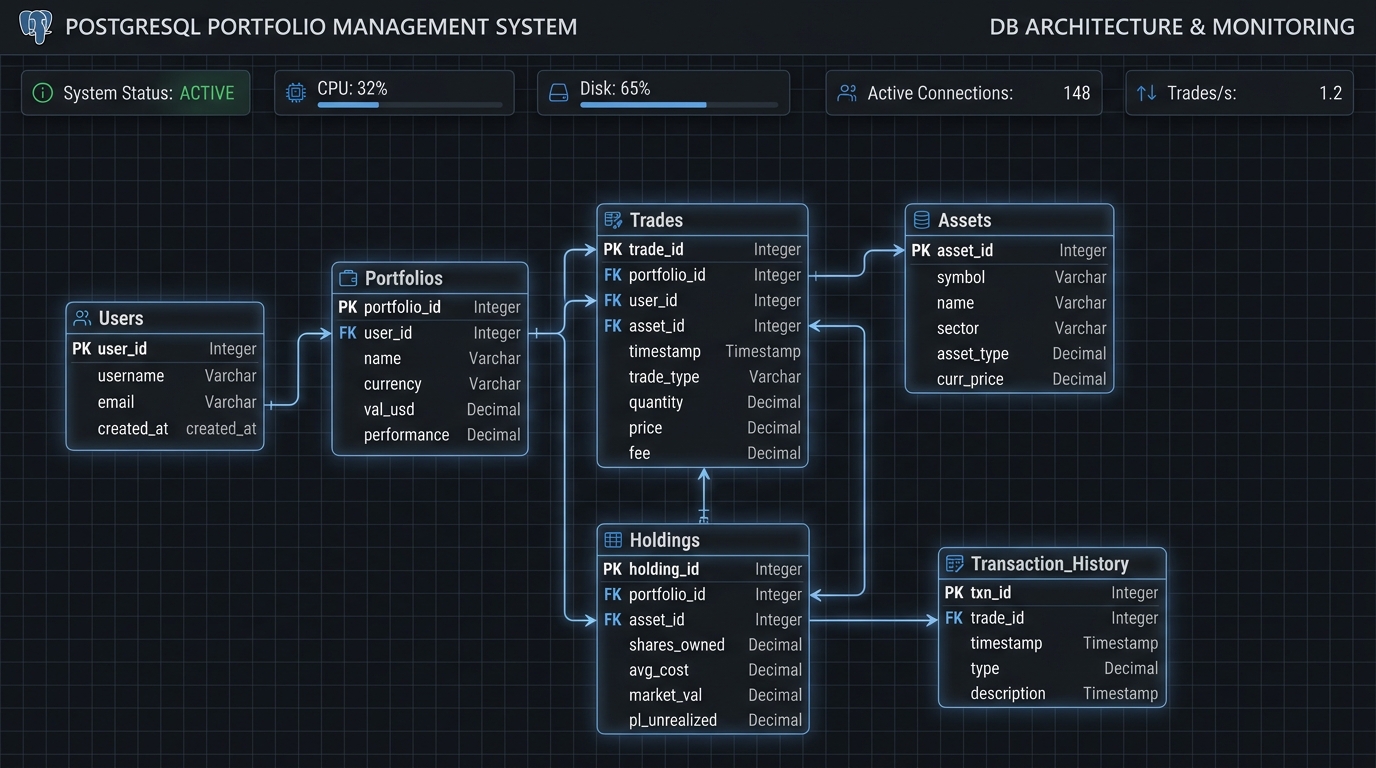 POSTGRESQL PORTFOLIO MANAGEMENT SYSTEM
DB ARCHITECTURE & MONITORING
System Status: ACTIVE
CPU: 32%
Disk: 65%
Active Connections: 148
Trades/s: 1.2
Users
PK user_id Integer
username Varchar
email Varchar
created_at created_at
Portfolios
PK portfolio_id Integer
FK user_id Integer
name Varchar
currency Varchar
val_usd Decimal
performance Decimal
Trades
PK trade_id Integer
FK portfolio_id Integer
FK user_id Integer
FK asset_id Integer
timestamp Timestamp
trade_type Varchar
quantity Decimal
price Decimal
fee Decimal
Assets
PK asset_id Integer
symbol Varchar
name Varchar
sector Varchar
asset_type Decimal
curr_price Decimal
Holdings
PK holding_id Integer
FK portfolio_id Integer
FK asset_id Integer
shares_owned Decimal
avg_cost Decimal
market_val Decimal
pl_unrealized Decimal
Transaction_History
PK txn_id Integer
FK trade_id Integer
timestamp Timestamp
type Decimal
description Timestamp